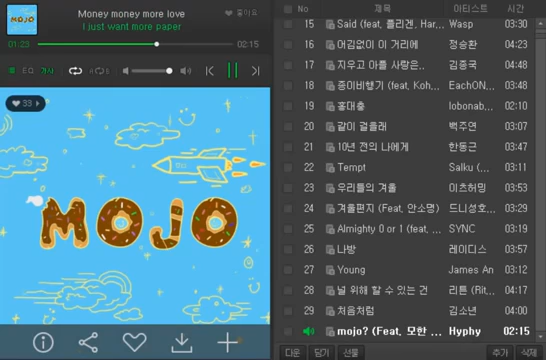 MOJO
Money money more love
I just want more paper
좋아요
01:23
02:15
EQ 가사
33
MOJO
No 제목 아티스트 시간
15 Said (feat, 플리겐, Har... Wasp 03:30
16 어김없이 이 거리에 정승환 04:23
17 지우고 마플 사랑은.. 김종국 04:48
18 종이비행기 (feat, Koh... EachON... 03:48
19 홍대출 lobonab... 02:10
20 같이 걸을래 백주연 03:07
21 10년 전의 나에게 한동근 03:47
22 Tempt Salku (... 03:11
23 우리들의 겨울 이츠허밍 03:53
24 겨울편지 (Feat, 안소명) 드니성호... 03:29
25 Almighty 0 or 1 (feat, ... SYNC 03:19
26 나방 레이디스 03:57
27 Young James An 03:12
28 널 위해 할 수 있는 건 리튼 (Rit... 04:17
29 처음처럼 김소년 04:00
mojo? (Feat, 모한 ... Hyphy 02:15
다운 담기 선물 추가 삭제